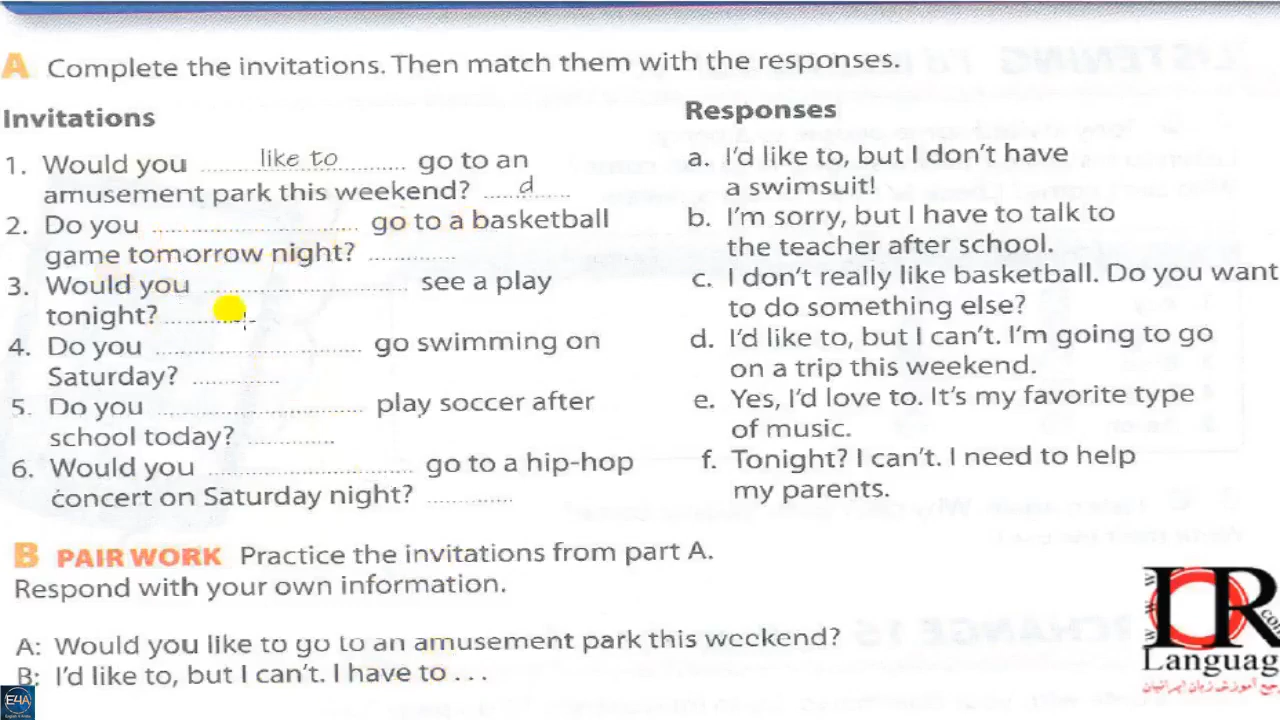 A Complete the invitations. Then match them with the responses.
Invitations
1. Would you like to go to an
amusement park this weekend? d
2. Do you go to a basketball
game tomorrow night?
3. Would you see a play
tonight?
4. Do you go swimming on
Saturday?
5. Do you play soccer after
school today?
6. Would you go to a hip-hop
concert on Saturday night?
Responses
a. I'd like to, but I don't have
a swimsuit!
b. I'm sorry, but I have to talk to
the teacher after school.
c. I don't really like basketball. Do you want
to do something else?
d. I'd like to, but I can't. I'm going to go
on a trip this weekend.
e. Yes, I'd love to. It's my favorite type
of music.
f. Tonight? I can't. I need to help
my parents.
B PAIR WORK Practice the invitations from part A.
Respond with your own information.
A: Would you like to go to an amusement park this weekend?
B: I'd like to, but I can't. I have to ...
WWW
IR
.com
Languag
E4A